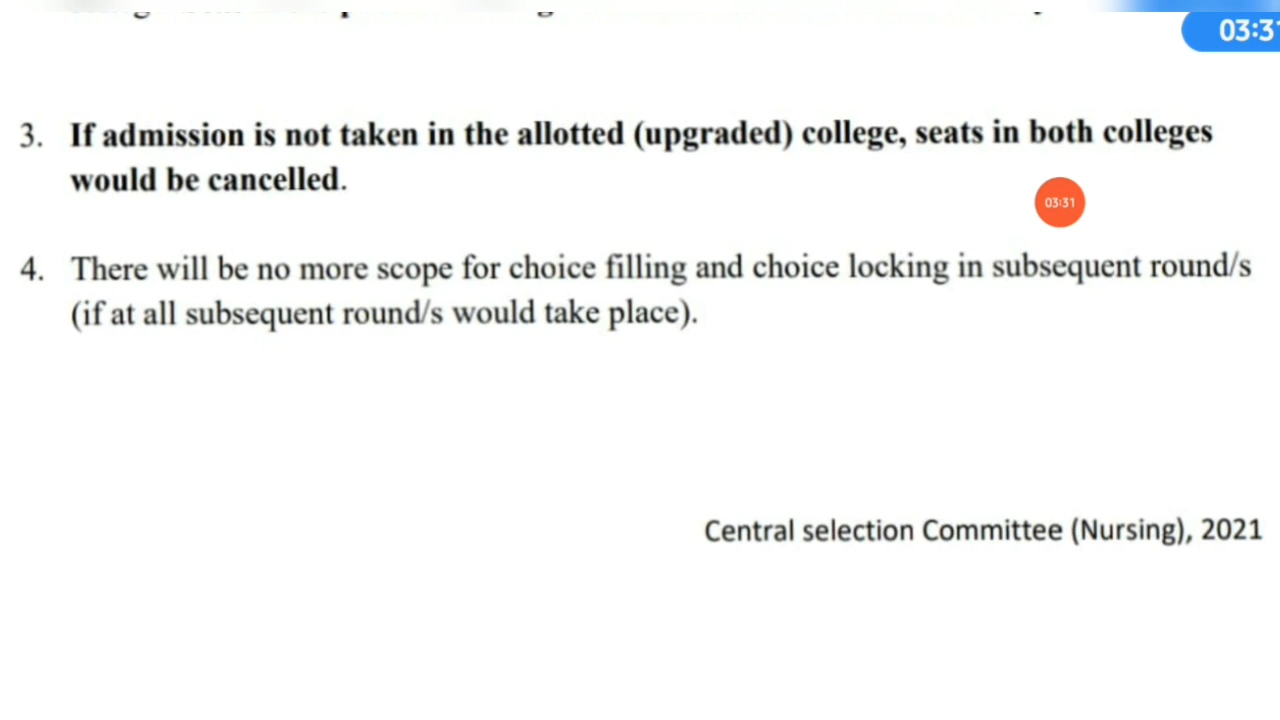 03:3
3. If admission is not taken in the allotted (upgraded) college, seats in both colleges
would be cancelled.
03:31
4. There will be no more scope for choice filling and choice locking in subsequent round/s
(if at all subsequent round/s would take place).
Central selection Committee (Nursing), 2021